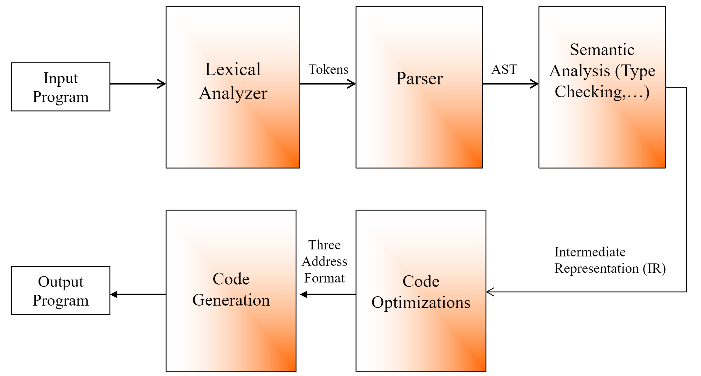 Input
Program
Lexical
Analyzer
Tokens
Parser
AST
Semantic
Analysis (Type
Checking,…)
Intermediate
Representation (IR)
Code
Optimizations
Three
Address
Format
Code
Generation
Output
Program